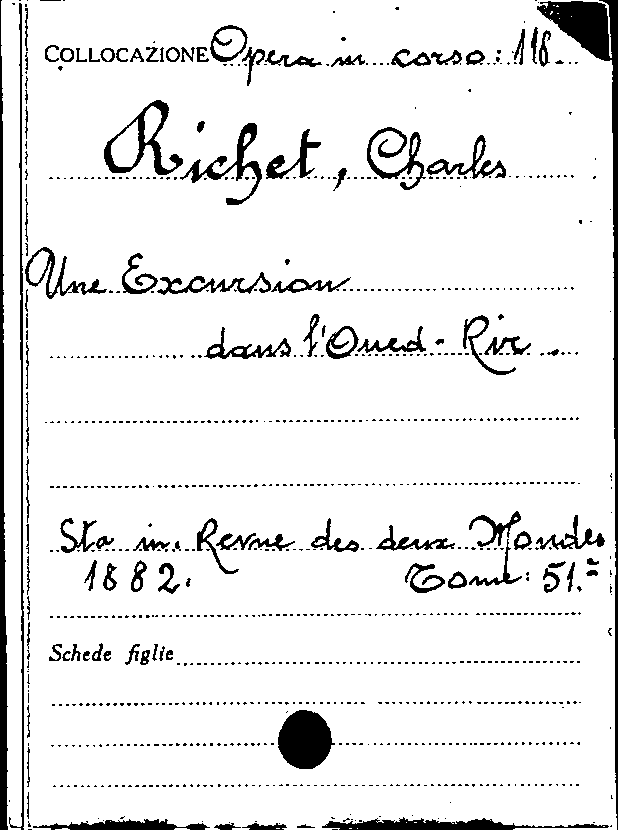 COLLOCAZIONE Opera in corso: 118.
Richet, Charles
Une Excursion
dans l'Oued-Rir.
Sta in. Revue des deux Mondes
1882. Tome: 51.=
Schede figlie